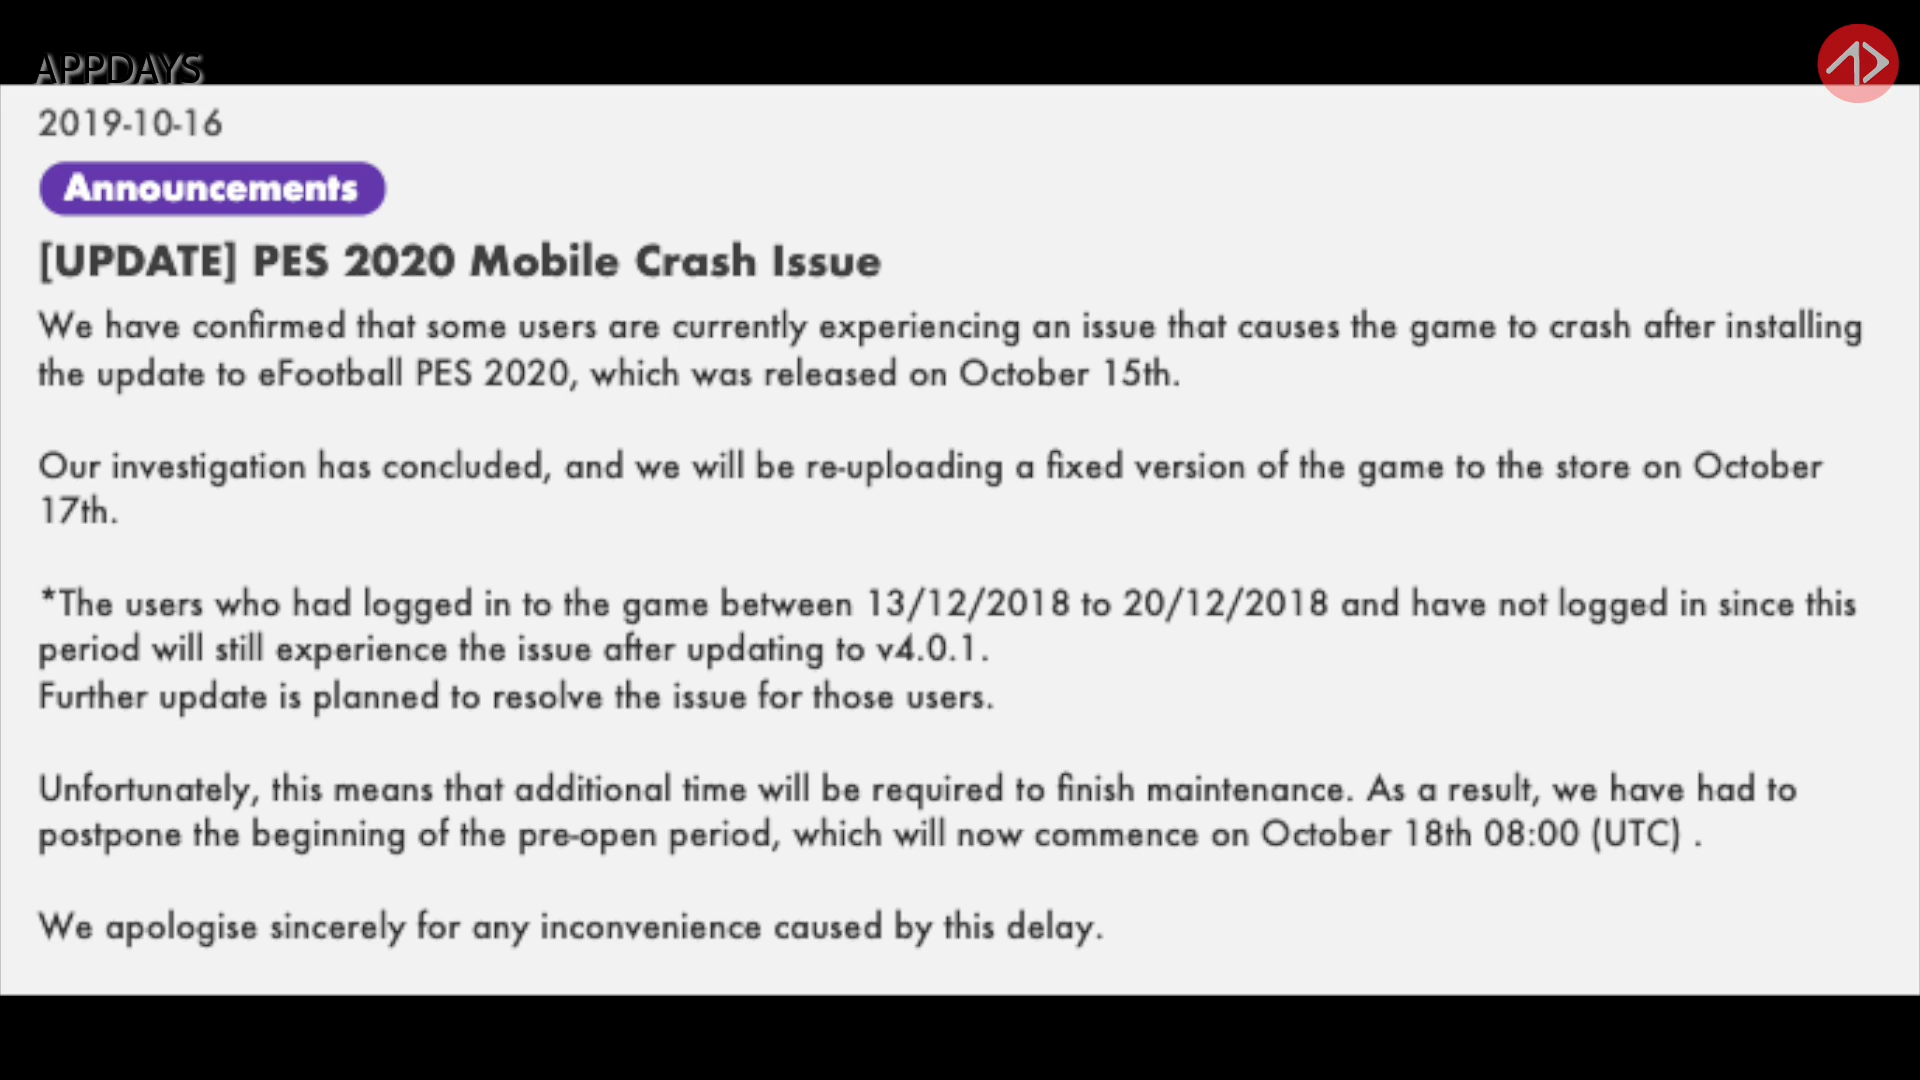 APPDAYS
2019-10-16
Announcements
[UPDATE] PES 2020 Mobile Crash Issue
We have confirmed that some users are currently experiencing an issue that causes the game to crash after installing
the update to eFootball PES 2020, which was released on October 15th.
Our investigation has concluded, and we will be re-uploading a fixed version of the game to the store on October
17th.
*The users who had logged in to the game between 13/12/2018 to 20/12/2018 and have not logged in since this
period will still experience the issue after updating to v4.0.1.
Further update is planned to resolve the issue for those users.
Unfortunately, this means that additional time will be required to finish maintenance. As a result, we have had to
postpone the beginning of the pre-open period, which will now commence on October 18th 08:00 (UTC) .
We apologise sincerely for any inconvenience caused by this delay.